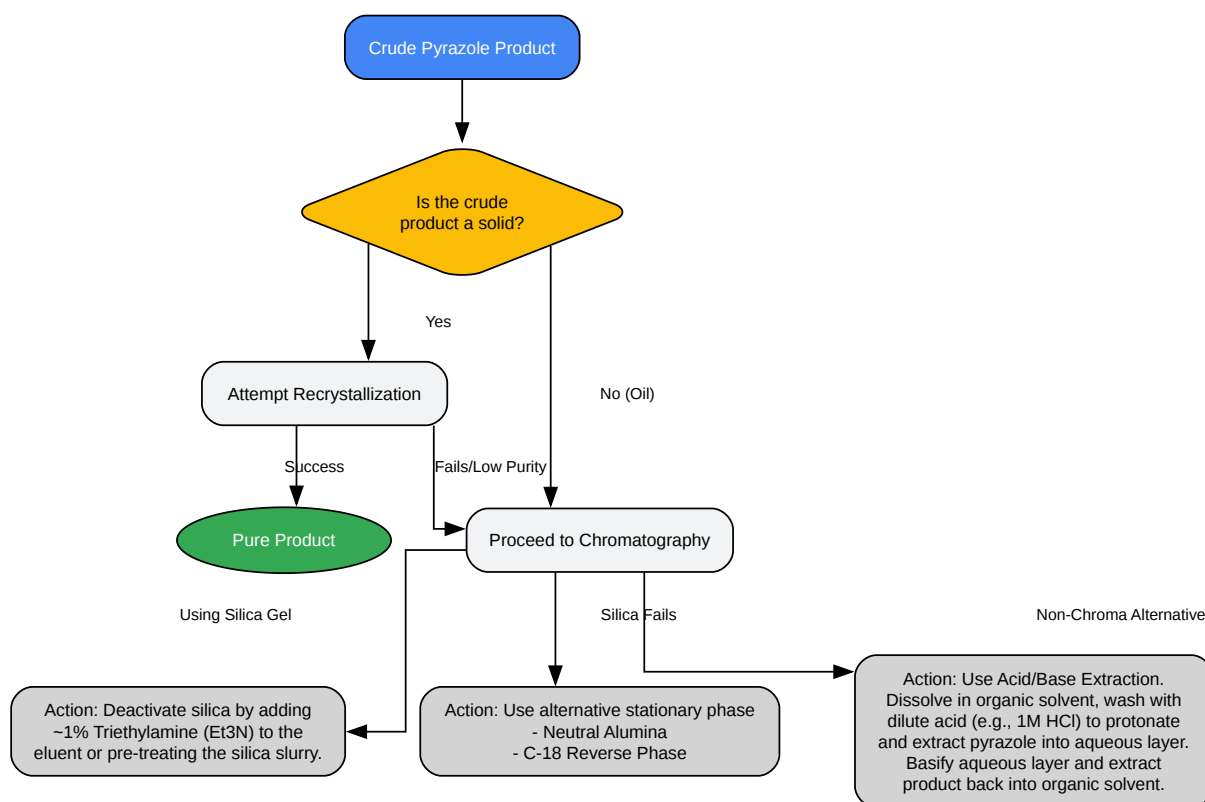 Crude Pyrazole Product
Is the crude
product a solid?
Yes
Attempt Recrystallization
No (Oil)
Success
Fails/Low Purity
Pure Product
Proceed to Chromatography
Using Silica Gel
Silica Fails
Non-Chroma Alternative
Action: Deactivate silica by adding
~1% Triethylamine (Et3N) to the
eluent or pre-treating the silica slurry.
Action: Use alternative stationary phase
- Neutral Alumina
- C-18 Reverse Phase
Action: Use Acid/Base Extraction.
Dissolve in organic solvent, wash with
dilute acid (e.g., 1M HCl) to protonate
and extract pyrazole into aqueous layer.
Basify aqueous layer and extract
product back into organic solvent.